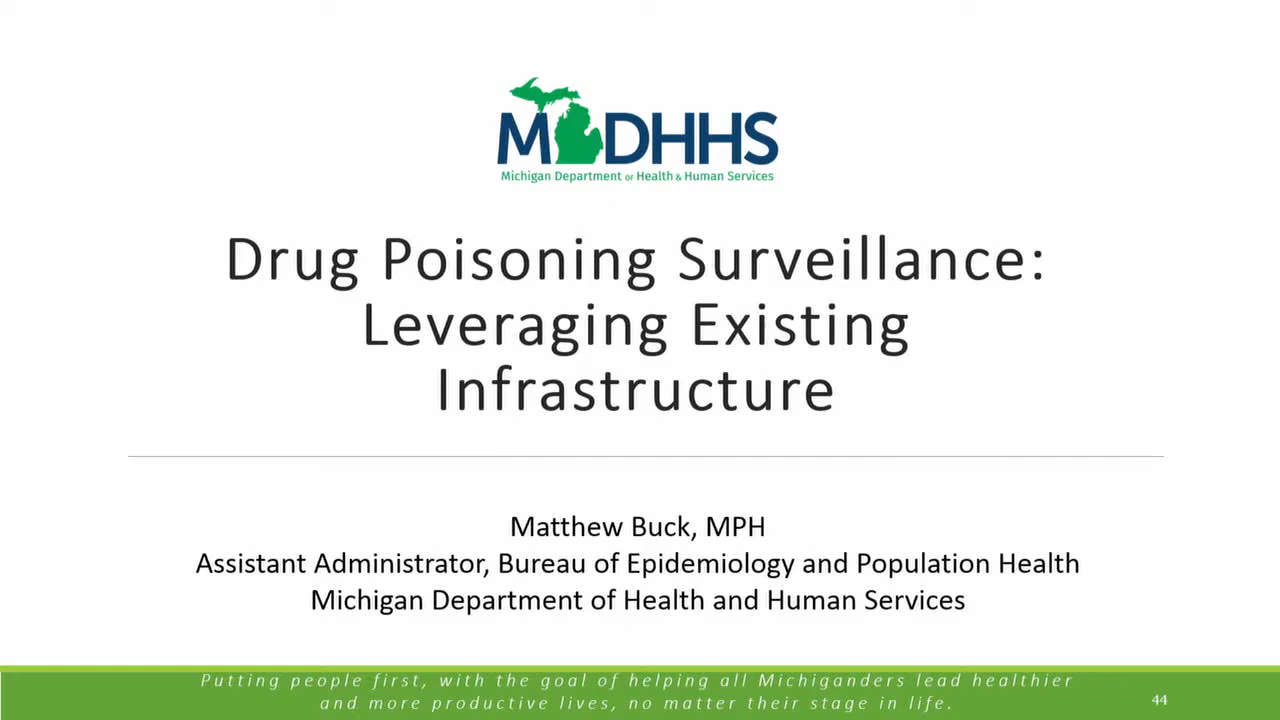 MDHHS
Michigan Department of Health & Human Services
Drug Poisoning Surveillance:
Leveraging Existing
Infrastructure
Matthew Buck, MPH
Assistant Administrator, Bureau of Epidemiology and Population Health
Michigan Department of Health and Human Services
Putting people first, with the goal of helping all Michiganders lead healthier
and more productive lives, no matter their stage in life.
44